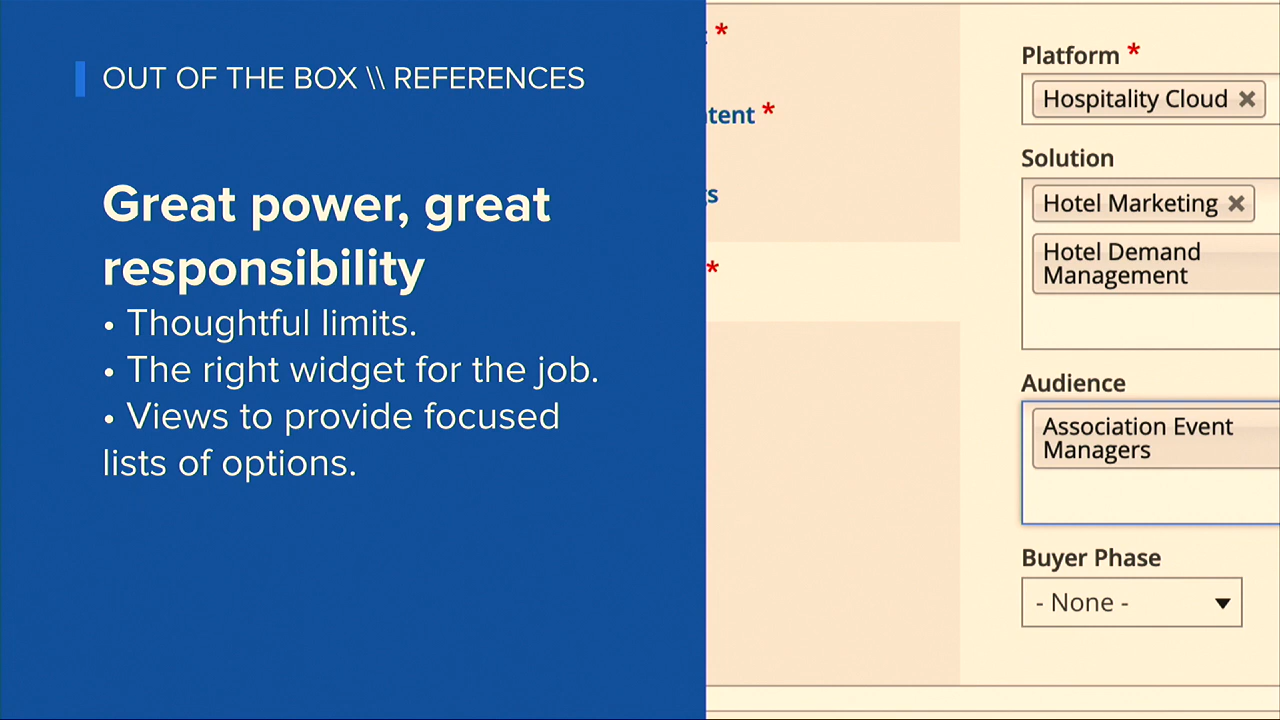 OUT OF THE BOX \\ REFERENCES
Great power, great
responsibility
• Thoughtful limits.
• The right widget for the job.
• Views to provide focused
lists of options.
*
tent *
gs
*
Platform *
Hospitality Cloud ×
Solution
Hotel Marketing ×
Hotel Demand
Management
Audience
Association Event
Managers
Buyer Phase
- None -